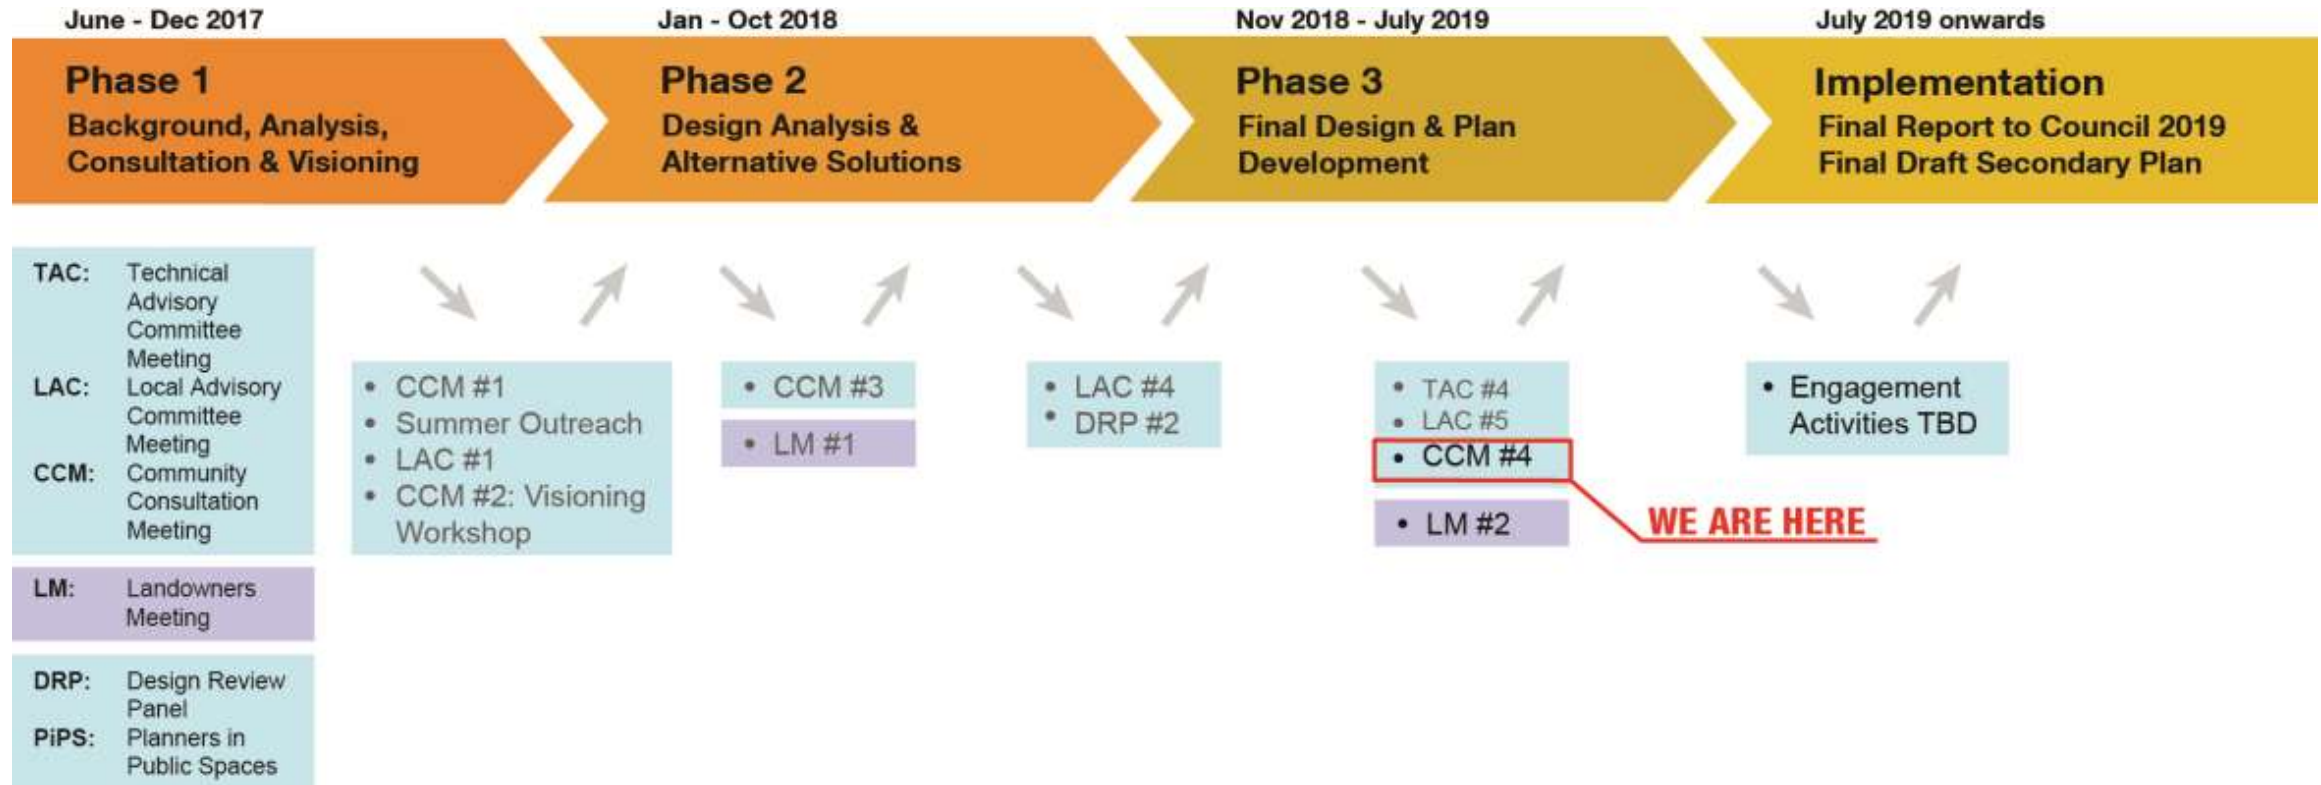 June - Dec 2017
Jan - Oct 2018
Nov 2018 - July 2019
July 2019 onwards
Phase 1
Background, Analysis,
Consultation & Visioning
Phase 2
Design Analysis &
Alternative Solutions
Phase 3
Final Design & Plan
Development
Implementation
Final Report to Council 2019
Final Draft Secondary Plan
TAC: Technical
Advisory
Committee
Meeting
LAC: Local Advisory
Committee
Meeting
CCM: Community
Consultation
Meeting
LM: Landowners
Meeting
DRP: Design Review
Panel
PiPS: Planners in
Public Spaces
• CCM #1
• Summer Outreach
• LAC #1
• CCM #2: Visioning
Workshop
• CCM #3
• LM #1
• LAC #4
• DRP #2
• TAC #4
• LAC #5
• CCM #4
• LM #2
WE ARE HERE
• Engagement
Activities TBD